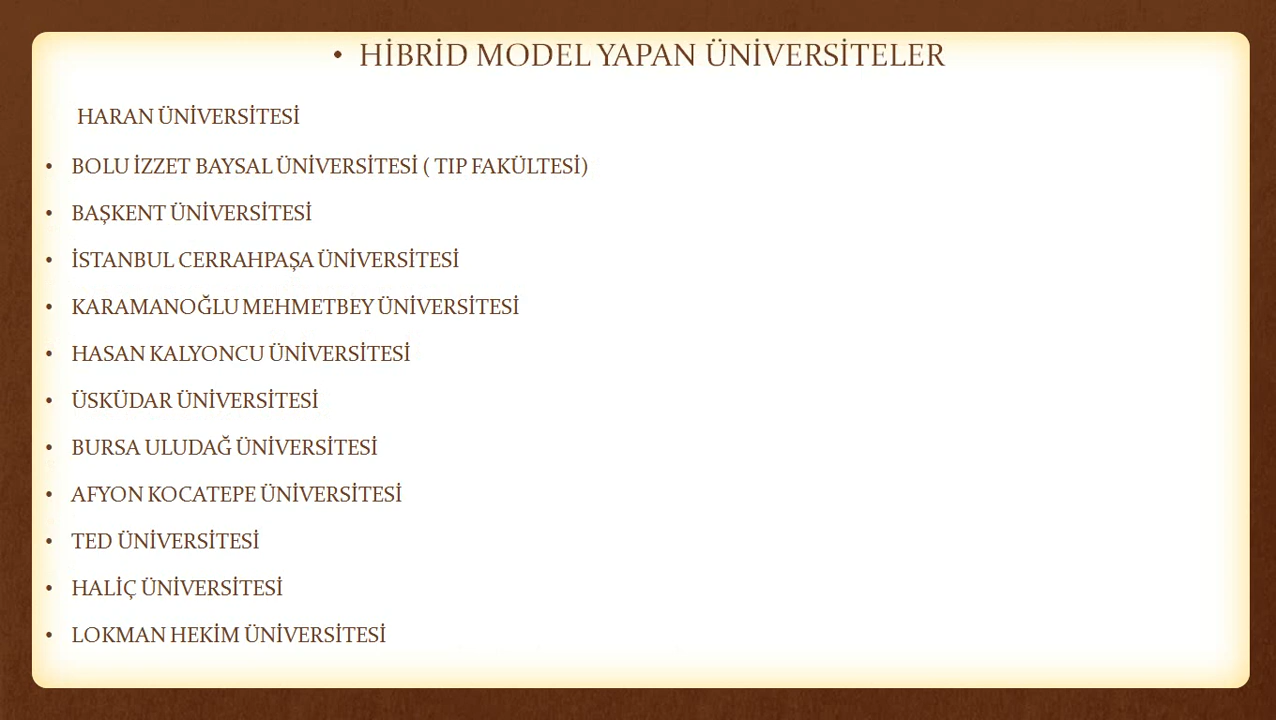 • HİBRİD MODEL YAPAN ÜNİVERSİTELER
HARAN ÜNİVERSİTESİ
• BOLU İZZET BAYSAL ÜNİVERSİTESİ ( TIP FAKÜLTESİ)
• BAŞKENT ÜNİVERSİTESİ
• İSTANBUL CERRAHPAŞA ÜNİVERSİTESİ
• KARAMANOĞLU MEHMETBEY ÜNİVERSİTESİ
• HASAN KALYONCU ÜNİVERSİTESİ
• ÜSKÜDAR ÜNİVERSİTESİ
• BURSA ULUDAĞ ÜNİVERSİTESİ
• AFYON KOCATEPE ÜNİVERSİTESİ
• TED ÜNİVERSİTESİ
• HALİÇ ÜNİVERSİTESİ
• LOKMAN HEKİM ÜNİVERSİTESİ